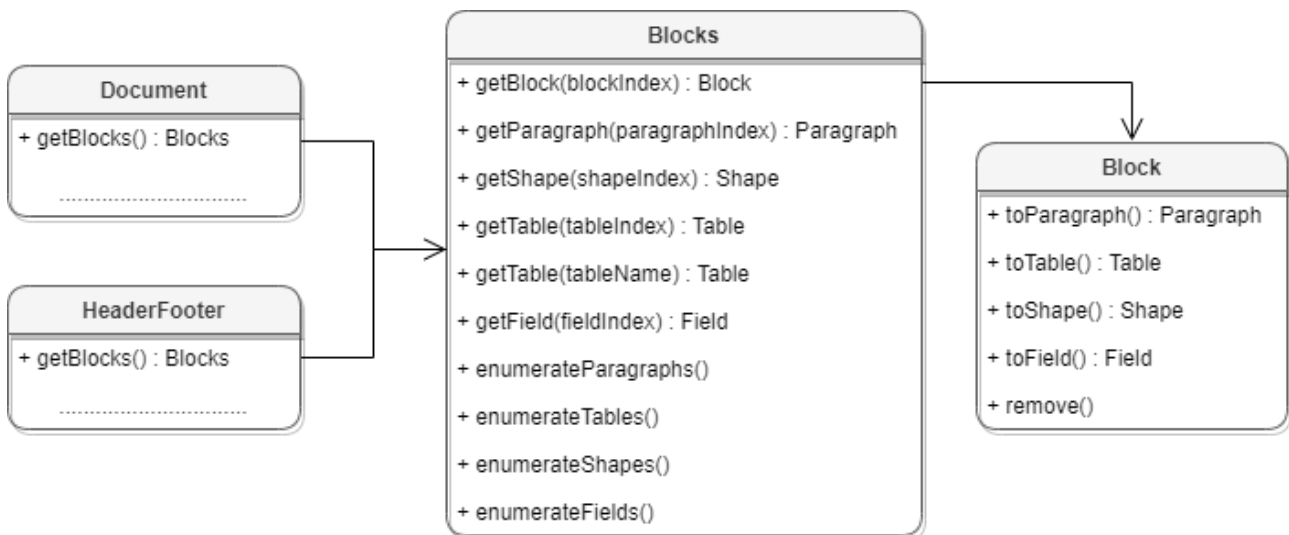 Document
+ getBlocks() : Blocks
................................
HeaderFooter
+ getBlocks() : Blocks
................................
Blocks
+ getBlock(blockIndex) : Block
+ getParagraph(paragraphIndex) : Paragraph
+ getShape(shapeIndex) : Shape
+ getTable(tableIndex) : Table
+ getTable(tableName) : Table
+ getField(fieldIndex) : Field
+ enumerateParagraphs()
+ enumerateTables()
+ enumerateShapes()
+ enumerateFields()
Block
+ toParagraph() : Paragraph
+ toTable() : Table
+ toShape() : Shape
+ toField() : Field
+ remove()